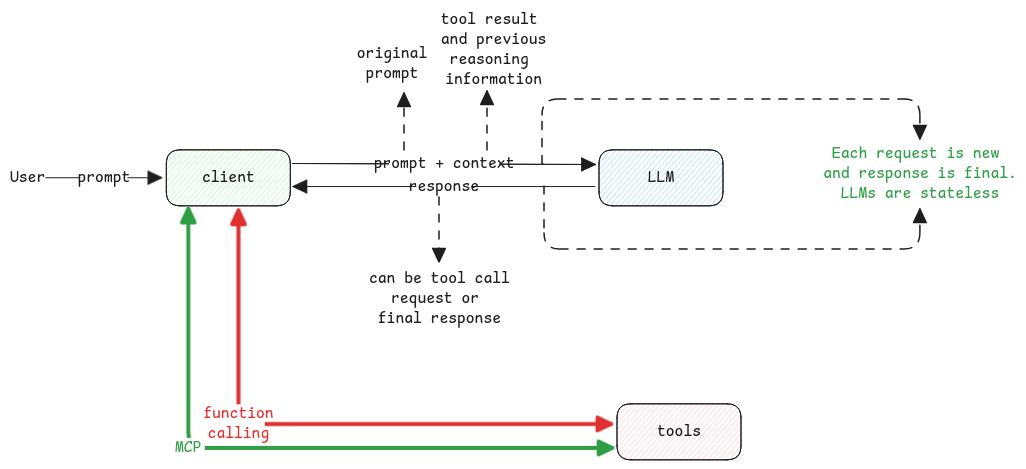 tool result
and previous
reasoning
information
original
prompt
User
prompt
client
prompt + context
response
LLM
Each request is new
and response is final.
LLMs are stateless
can be tool call
request or
final response
function
calling
MCP
tools